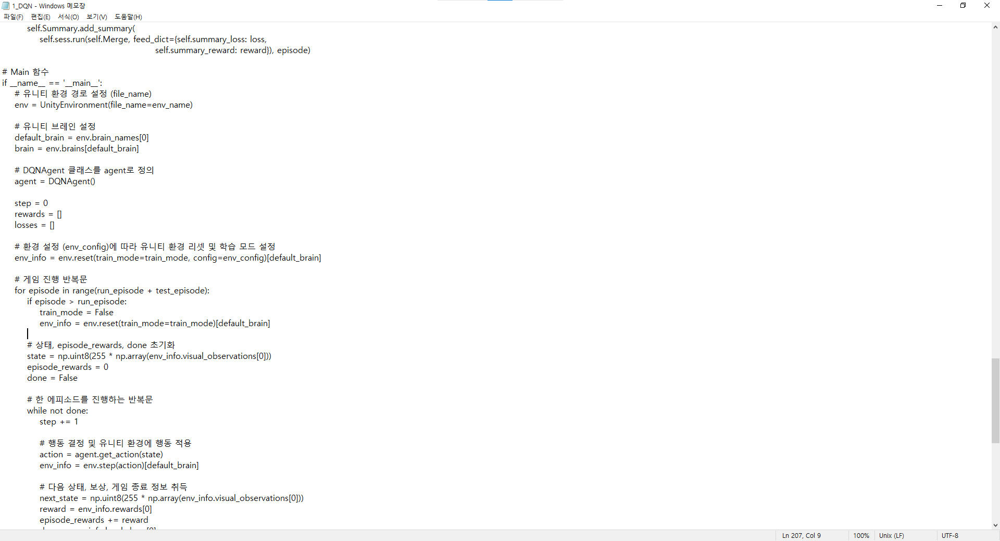 1_DQN - Windows 메모장
파일(F) 편집(E) 서식(O) 보기(V) 도움말(H)
self.Summary.add_summary(
self.sess.run(self.Merge, feed_dict={self.summary_loss: loss,
self.summary_reward: reward}), episode)
# Main 함수
if __name__ == '__main__':
# 유니티 환경 경로 설정 (file_name)
env = UnityEnvironment(file_name=env_name)
# 유니티 브레인 설정
default_brain = env.brain_names[0]
brain = env.brains[default_brain]
# DQNAgent 클래스를 agent로 정의
agent = DQNAgent()
step = 0
rewards = []
losses = []
# 환경 설정 (env_config)에 따라 유니티 환경 리셋 및 학습 모드 설정
env_info = env.reset(train_mode=train_mode, config=env_config)[default_brain]
# 게임 진행 반복문
for episode in range(run_episode + test_episode):
if episode > run_episode:
train_mode = False
env_info = env.reset(train_mode=train_mode)[default_brain]
# 상태, episode_rewards, done 초기화
state = np.uint8(255 * np.array(env_info.visual_observations[0]))
episode_rewards = 0
done = False
# 한 에피소드를 진행하는 반복문
while not done:
step += 1
# 행동 결정 및 유니티 환경에 행동 적용
action = agent.get_action(state)
env_info = env.step(action)[default_brain]
# 다음 상태, 보상, 게임 종료 정보 취득
next_state = np.uint8(255 * np.array(env_info.visual_observations[0]))
reward = env_info.rewards[0]
episode_rewards += reward
Ln 207, Col 9 100% Unix (LF) UTF-8